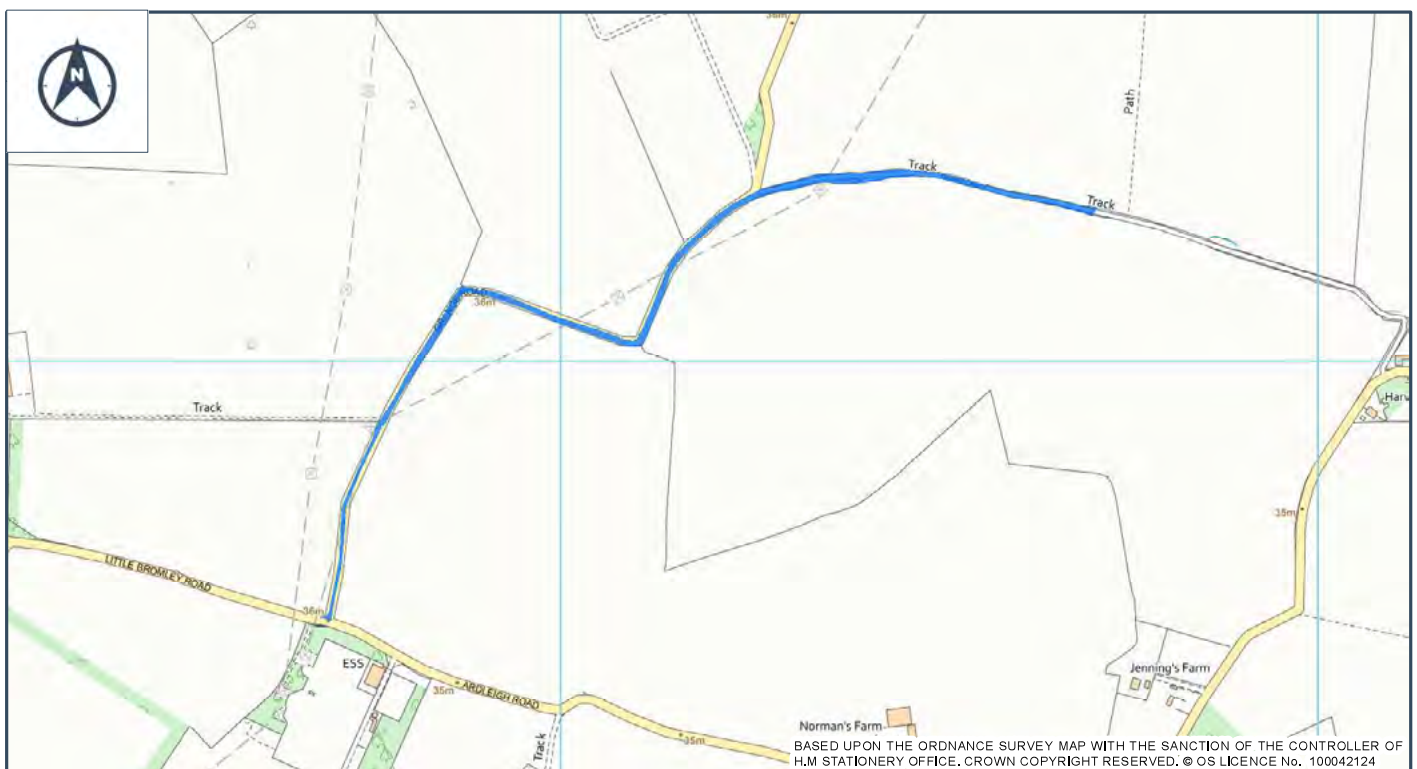 N
36m
Path
Track
Track
36m
Track
35m
Harv
LITTLE BROMLEY ROAD
36m
ESS
35m
ARDLEIGH ROAD
Jenning's Farm
Track
35m
Norman's Farm
BASED UPON THE ORDNANCE SURVEY MAP WITH THE SANCTION OF THE CONTROLLER OF
H.M STATIONERY OFFICE. CROWN COPYRIGHT RESERVED. © OS LICENCE No. 100042124